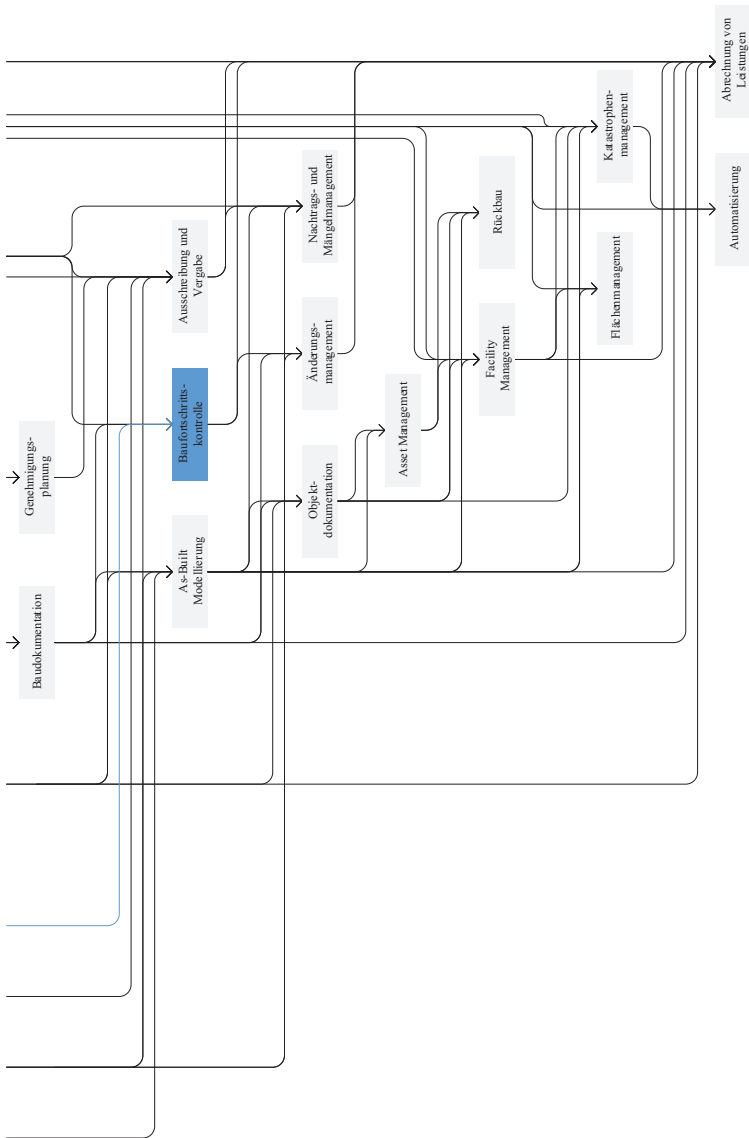 Abrechnung von
Leistungen
Automatisierung
Katastrophen-
management
Flächenmanagement
Rückbau
Facility
Management
Asset Management
Nachtrags- und
Mängelmanagement
Änderungs-
management
Objekt-
dokumentation
Ausschreibung und
Vergabe
Baufortschritts-
kontrolle
As-Built
Modellierung
Genehmigungs-
planung
Baudokumentation